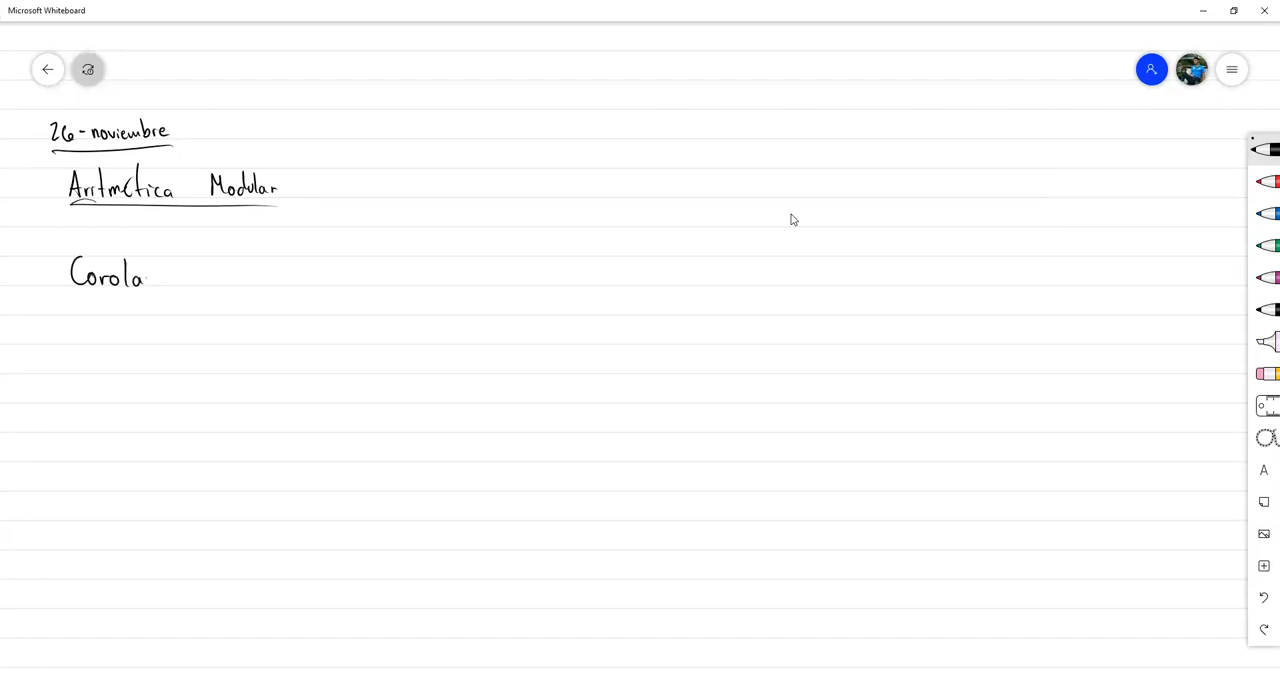 Microsoft Whiteboard
26-noviembre
Aritmética Modular
Corola
A